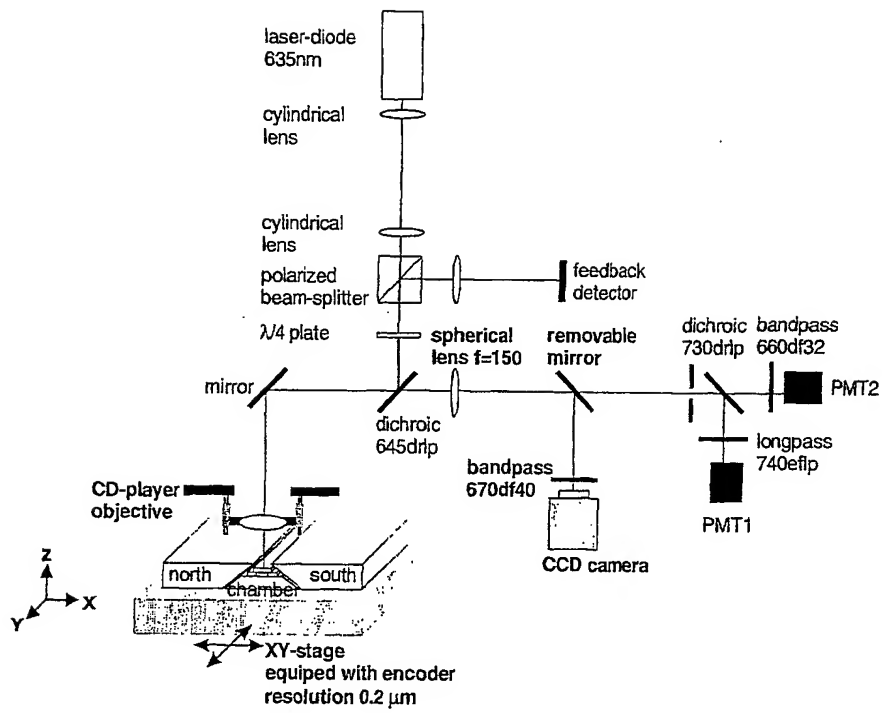 laser-diode
635nm
cylindrical
lens
cylindrical
lens
polarized
beam-splitter
feedback
detector
λ/4 plate
spherical
lens f=150
removable
mirror
dichroic
730drlp
bandpass
660df32
mirror
PMT2
dichroic
645drlp
longpass
740eflp
bandpass
670df40
CD-player
objective
PMT1
CCD camera
north
south
chamber
Z
X
Y
XY-stage
equiped with encoder
resolution 0.2 µm